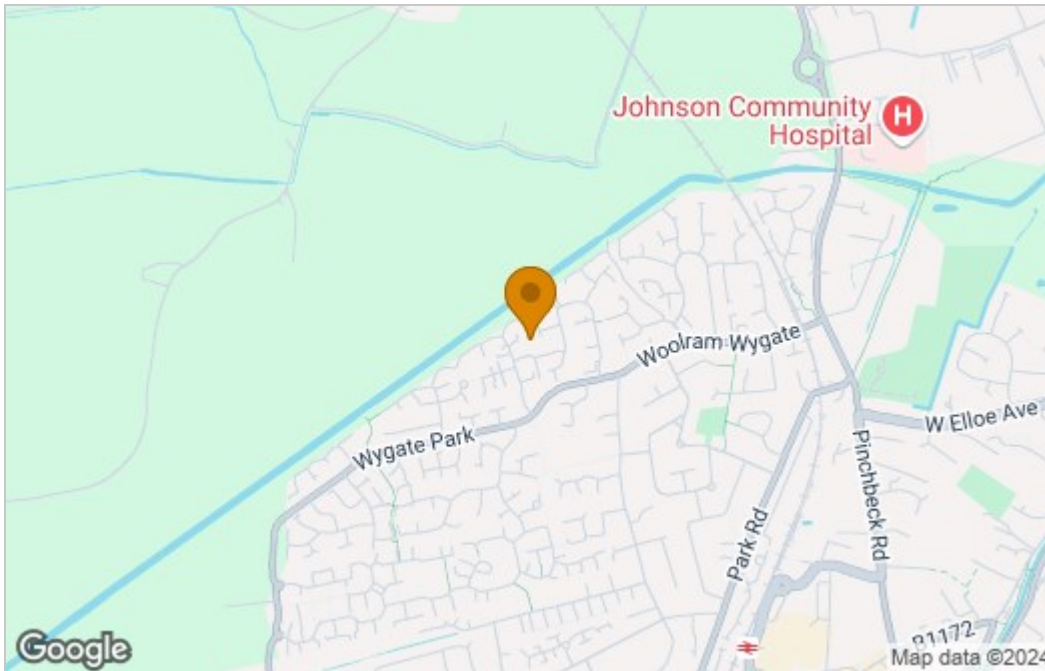 Johnson Community
Hospital
H
Woolram Wygate
Wygate Park
W Elloe Ave
Pinchbeck Rd
Park Rd
B1172
Google
Map data ©2024